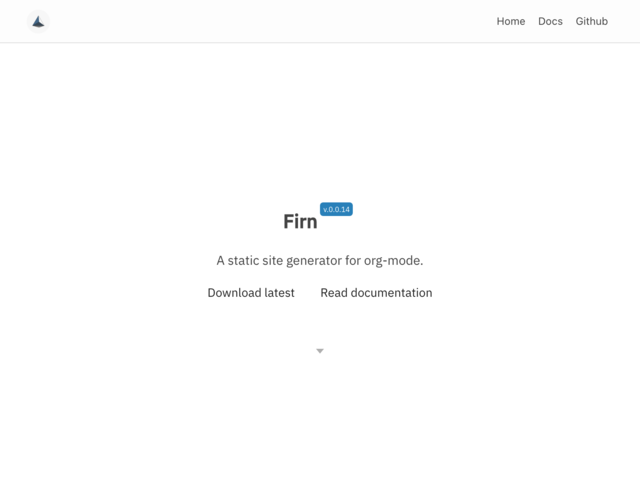 Home Docs Github
Firn v.0.0.14
A static site generator for org-mode.
Download latest Read documentation